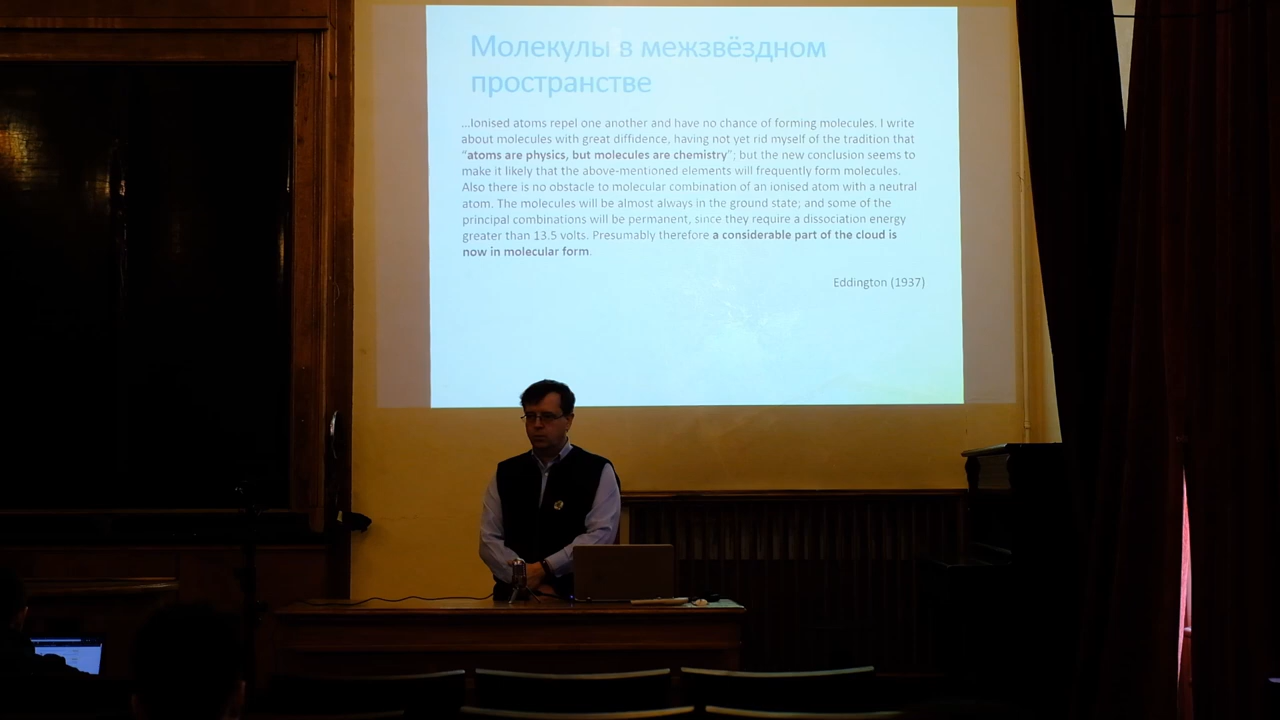 Молекулы в межзвёздном
пространстве
...Ionised atoms repel one another and have no chance of forming molecules. I write
about molecules with great diffidence, having not yet rid myself of the tradition that
“atoms are physics, but molecules are chemistry”; but the new conclusion seems to
make it likely that the above-mentioned elements will frequently form molecules.
Also there is no obstacle to molecular combination of an ionised atom with a neutral
atom. The molecules will be almost always in the ground state; and some of the
principal combinations will be permanent, since they require a dissociation energy
greater than 13.5 volts. Presumably therefore a considerable part of the cloud is
now in molecular form.
Eddington (1937)